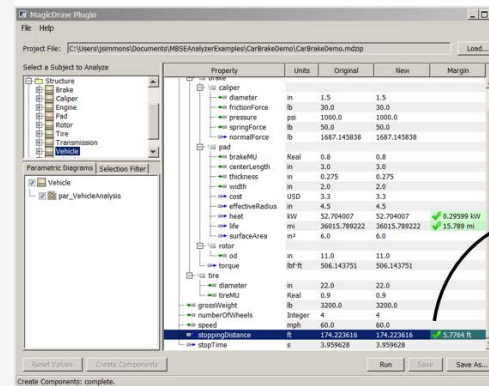 MagicDraw Plugin
File Help
Project File: C:\Users\jsimmons\Documents\MBSEAnalyzerExamples\CarBrakeDemo\CarBrakeDemo.mdzip Load...
Select a Subject to Analyze
Structure
Brake
Caliper
Engine
Pad
Rotor
Tire
Transmission
Vehicle
Parametric Diagrams Selection Filter
Vehicle
par_VehicleAnalysis
Property Units Original New Margin
brake
caliper
diameter in 1.5 1.5
frictionForce lb 30.0 30.0
pressure psi 1000.0 1000.0
springForce lb 50.0 50.0
normalForce lb 1687.145838 1687.145838
pad
brakeMU Real 0.8 0.8
centerLength in 3.0 3.0
thickness in 0.275 0.275
width in 2.0 2.0
cost USD 3.3 3.3
effectiveRadius in 4.5 4.5
heat kW 52.704007 52.704007 0.29599 kW
life mi 36015.789222 36015.789222 15.789 mi
surfaceArea in² 6.0 6.0
rotor
od in 11.0 11.0
torque lbf·ft 506.143751 506.143751
tire
diameter in 22.0 22.0
tireMU Real 0.9 0.9
grossWeight lb 3200.0 3200.0
numberOfWheels Integer 4 4
speed mph 60.0 60.0
stoppingDistance ft 174.223616 174.223616 5.7764 ft
stopTime s 3.959628 3.959628
Reset Values Create Components Run Save Save As...
Create Components: complete.